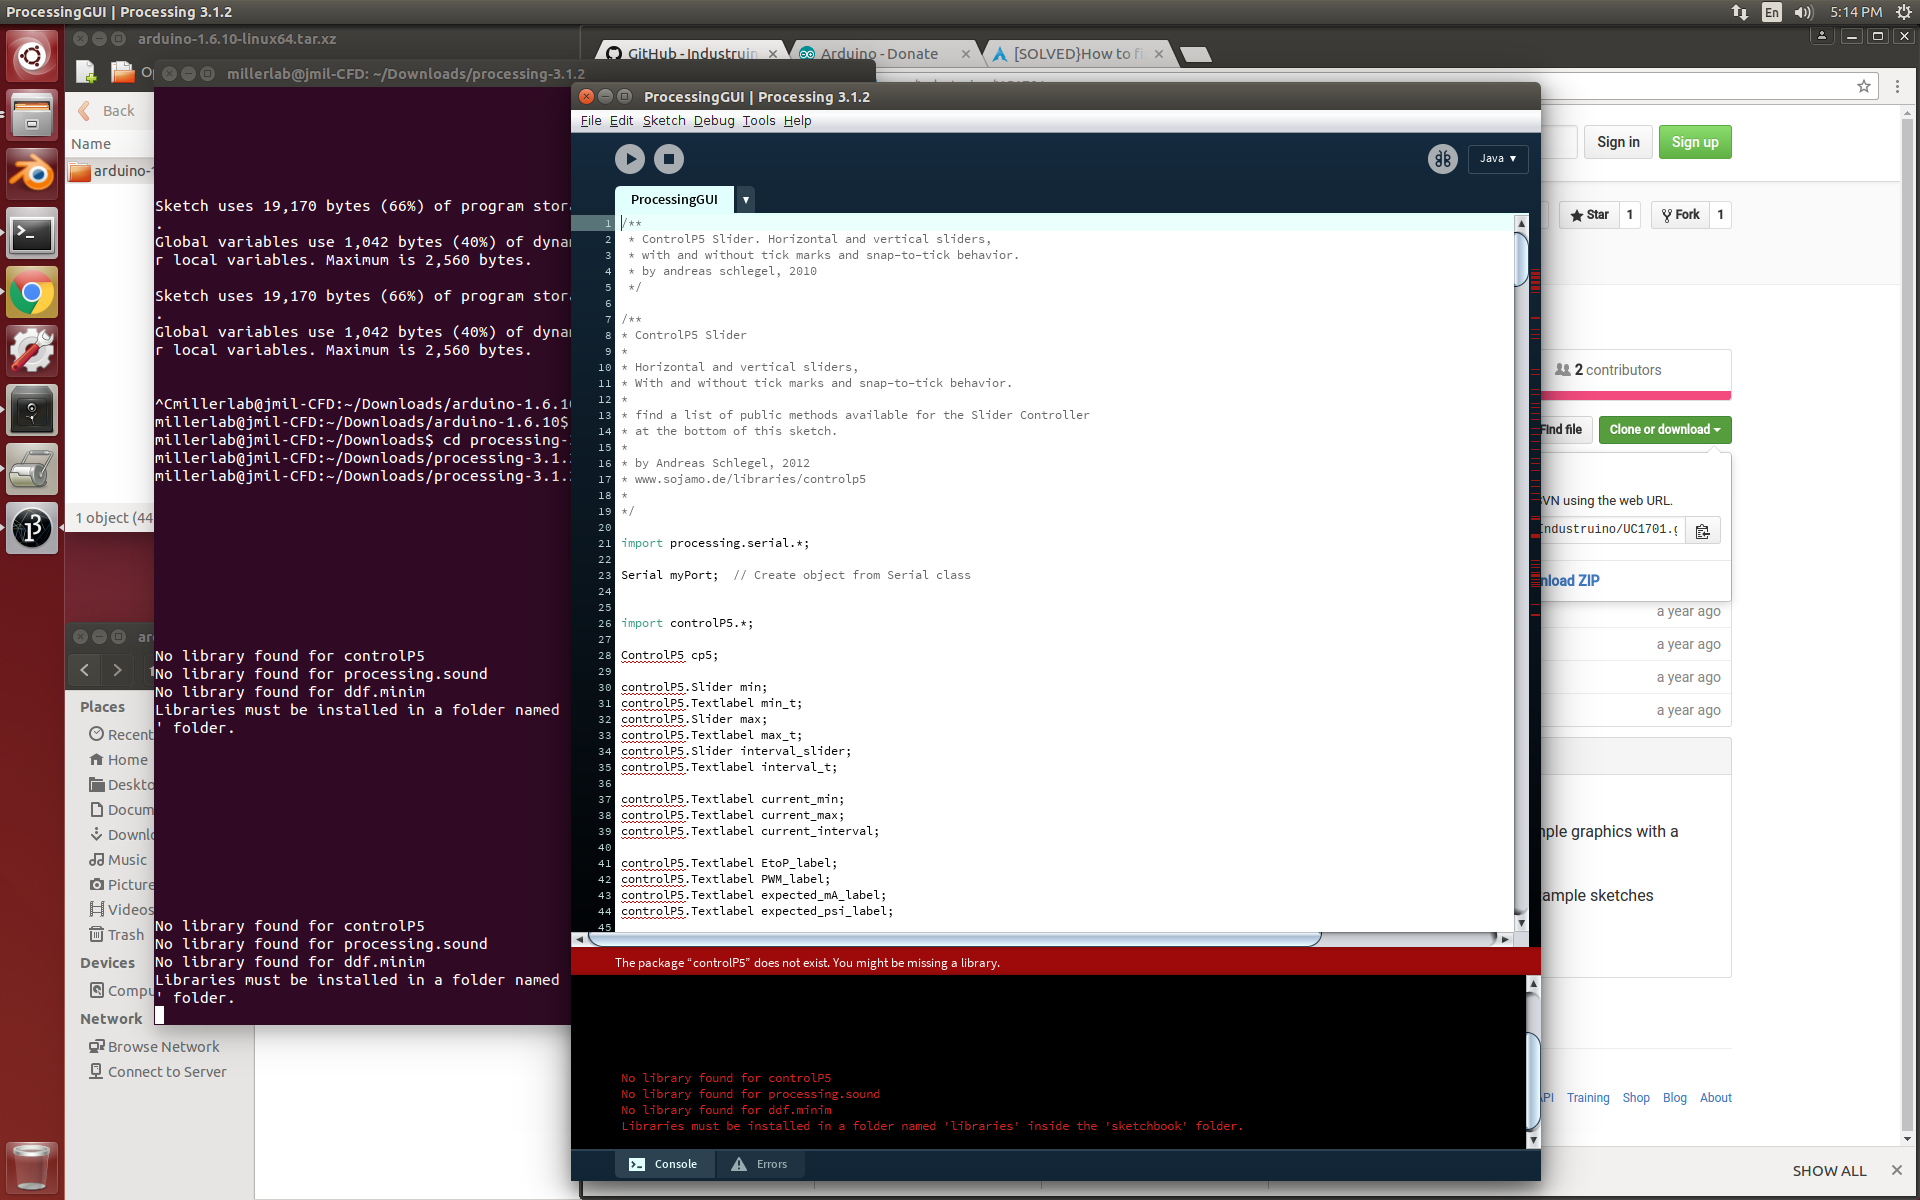 ProcessingGUI | Processing 3.1.2
En
5:14 PM
arduino-1.6.10-linux64.tar.xz
Back
Name
1 object (44
millerlab@jmil-CFD: ~/Downloads/processing-3.1.2
Sketch uses 19,170 bytes (66%) of program
.
Global variables use 1,042 bytes (40%) of
r local variables. Maximum is 2,560 bytes.
Sketch uses 19,170 bytes (66%) of program
.
Global variables use 1,042 bytes (40%) of
r local variables. Maximum is 2,560 bytes.
^Cmillerlab@jmil-CFD:~/Downloads/arduino-1.6.10
millerlab@jmil-CFD:~/Downloads/arduino-1.6.10$
millerlab@jmil-CFD:~/Downloads$ cd processing-
millerlab@jmil-CFD:~/Downloads/processing-3.1.
millerlab@jmil-CFD:~/Downloads/processing-3.1.
No library found for controlP5
No library found for processing.sound
No library found for ddf.minim
Libraries must be installed in a folder named
' folder.
No library found for controlP5
No library found for processing.sound
No library found for ddf.minim
Libraries must be installed in a folder named
' folder.
Places
Recent
Home
Deskto
Docum
Downlo
Music
Picture
Videos
Trash
Devices
Compu
Network
Browse Network
Connect to Server
GitHub - Industruin
Arduino - Donate
[SOLVED}How to fi
Sign in
Sign up
Star
1
Fork
1
2 contributors
Find file
Clone or download
SVN using the web URL.
Industruino/UC1701.g
nload ZIP
a year ago
a year ago
a year ago
a year ago
mple graphics with a
ample sketches
API
Training
Shop
Blog
About
SHOW ALL
ProcessingGUI | Processing 3.1.2
File
Edit
Sketch
Debug
Tools
Help
Java
ProcessingGUI
1 /**
2 * ControlP5 Slider. Horizontal and vertical sliders,
3 * with and without tick marks and snap-to-tick behavior.
4 * by andreas schlegel, 2010
5 */
6
7 /**
8 * ControlP5 Slider
9 *
10 * Horizontal and vertical sliders,
11 * With and without tick marks and snap-to-tick behavior.
12 *
13 * find a list of public methods available for the Slider Controller
14 * at the bottom of this sketch.
15 *
16 * by Andreas Schlegel, 2012
17 * www.sojamo.de/libraries/controlp5
18 *
19 */
20
21 import processing.serial.*;
22
23 Serial myPort;  // Create object from Serial class
24
25
26 import controlP5.*;
27
28 ControlP5 cp5;
29
30 controlP5.Slider min;
31 controlP5.Textlabel min_t;
32 controlP5.Slider max;
33 controlP5.Textlabel max_t;
34 controlP5.Slider interval_slider;
35 controlP5.Textlabel interval_t;
36
37 controlP5.Textlabel current_min;
38 controlP5.Textlabel current_max;
39 controlP5.Textlabel current_interval;
40
41 controlP5.Textlabel EtoP_label;
42 controlP5.Textlabel PWM_label;
43 controlP5.Textlabel expected_mA_label;
44 controlP5.Textlabel expected_psi_label;
45
The package “controlP5” does not exist. You might be missing a library.
No library found for controlP5
No library found for processing.sound
No library found for ddf.minim
Libraries must be installed in a folder named 'libraries' inside the 'sketchbook' folder.
Console
Errors